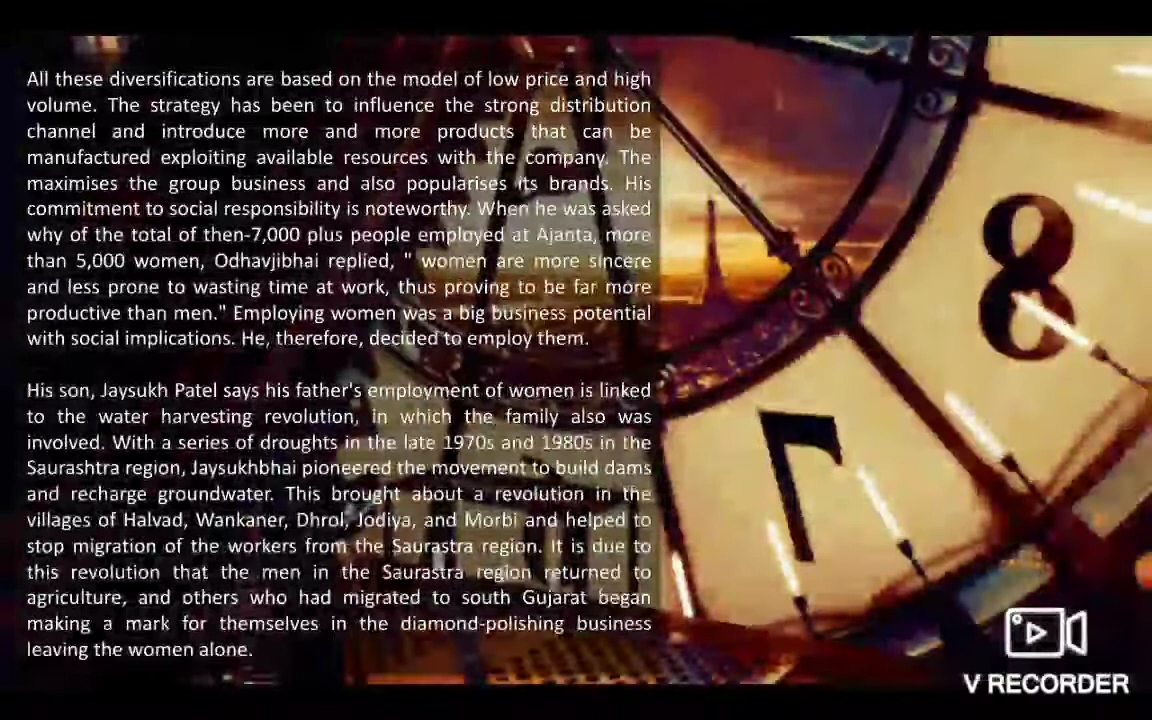 All these diversifications are based on the model of low price and high
volume. The strategy has been to influence the strong distribution
channel and introduce more and more products that can be
manufactured exploiting available resources with the company. The
maximises the group business and also popularises its brands. His
commitment to social responsibility is noteworthy. When he was asked
why of the total of then-7,000 plus people employed at Ajanta, more
than 5,000 women, Odhavjibhai replied, " women are more sincere
and less prone to wasting time at work, thus proving to be far more
productive than men." Employing women was a big business potential
with social implications. He, therefore, decided to employ them.
His son, Jaysukh Patel says his father's employment of women is linked
to the water harvesting revolution, in which the family also was
involved. With a series of droughts in the late 1970s and 1980s in the
Saurashtra region, Jaysukhbhai pioneered the movement to build dams
and recharge groundwater. This brought about a revolution in the
villages of Halvad, Wankaner, Dhrol, Jodiya, and Morbi and helped to
stop migration of the workers from the Saurastra region. It is due to
this revolution that the men in the Saurastra region returned to
agriculture, and others who had migrated to south Gujarat began
making a mark for themselves in the diamond-polishing business
leaving the women alone.
8
7
V RECORDER